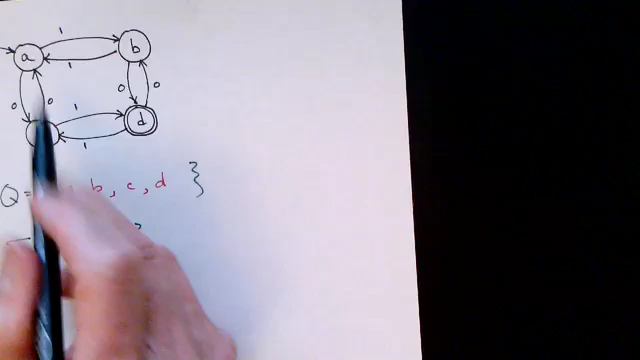 1
a b
1
0 0 0 0
1
d
1
Q = b, c, d }